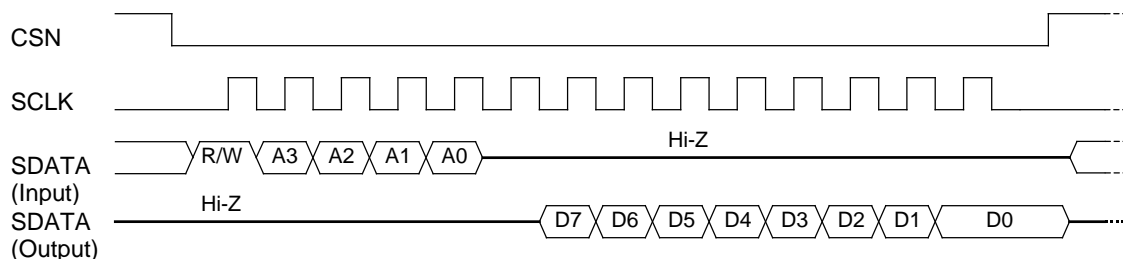 CSN
SCLK
Hi-Z
R/W A3 A2 A1 A0
SDATA
(Input)
Hi-Z
SDATA
(Output)
D7 D6 D5 D4 D3 D2 D1 D0